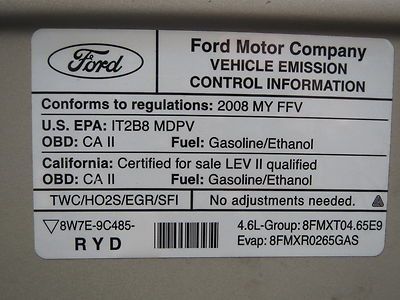 Ford
Ford Motor Company
VEHICLE EMISSION
CONTROL INFORMATION
Conforms to regulations: 2008 MY FFV
U.S. EPA: IT2B8 MDPV
OBD: CA II Fuel: Gasoline/Ethanol
California: Certified for sale LEV II qualified
OBD: CA II Fuel: Gasoline/Ethanol
TWC/HO2S/EGR/SFI No adjustments needed.
8W7E-9C485- 4.6L-Group: 8FMXT04.65E9
RYD Evap: 8FMXR0265GAS